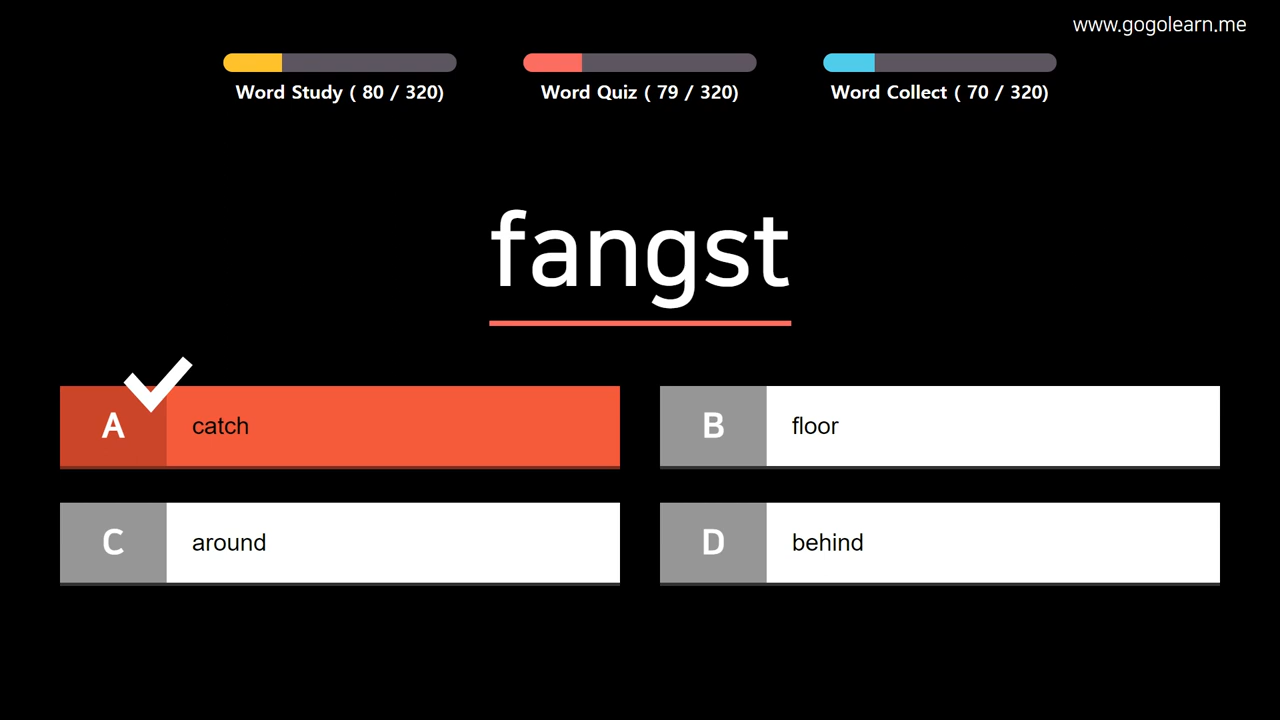 www.gogolearn.me
Word Study ( 80 / 320)
Word Quiz ( 79 / 320)
Word Collect ( 70 / 320)
fangst
A catch
B floor
C around
D behind